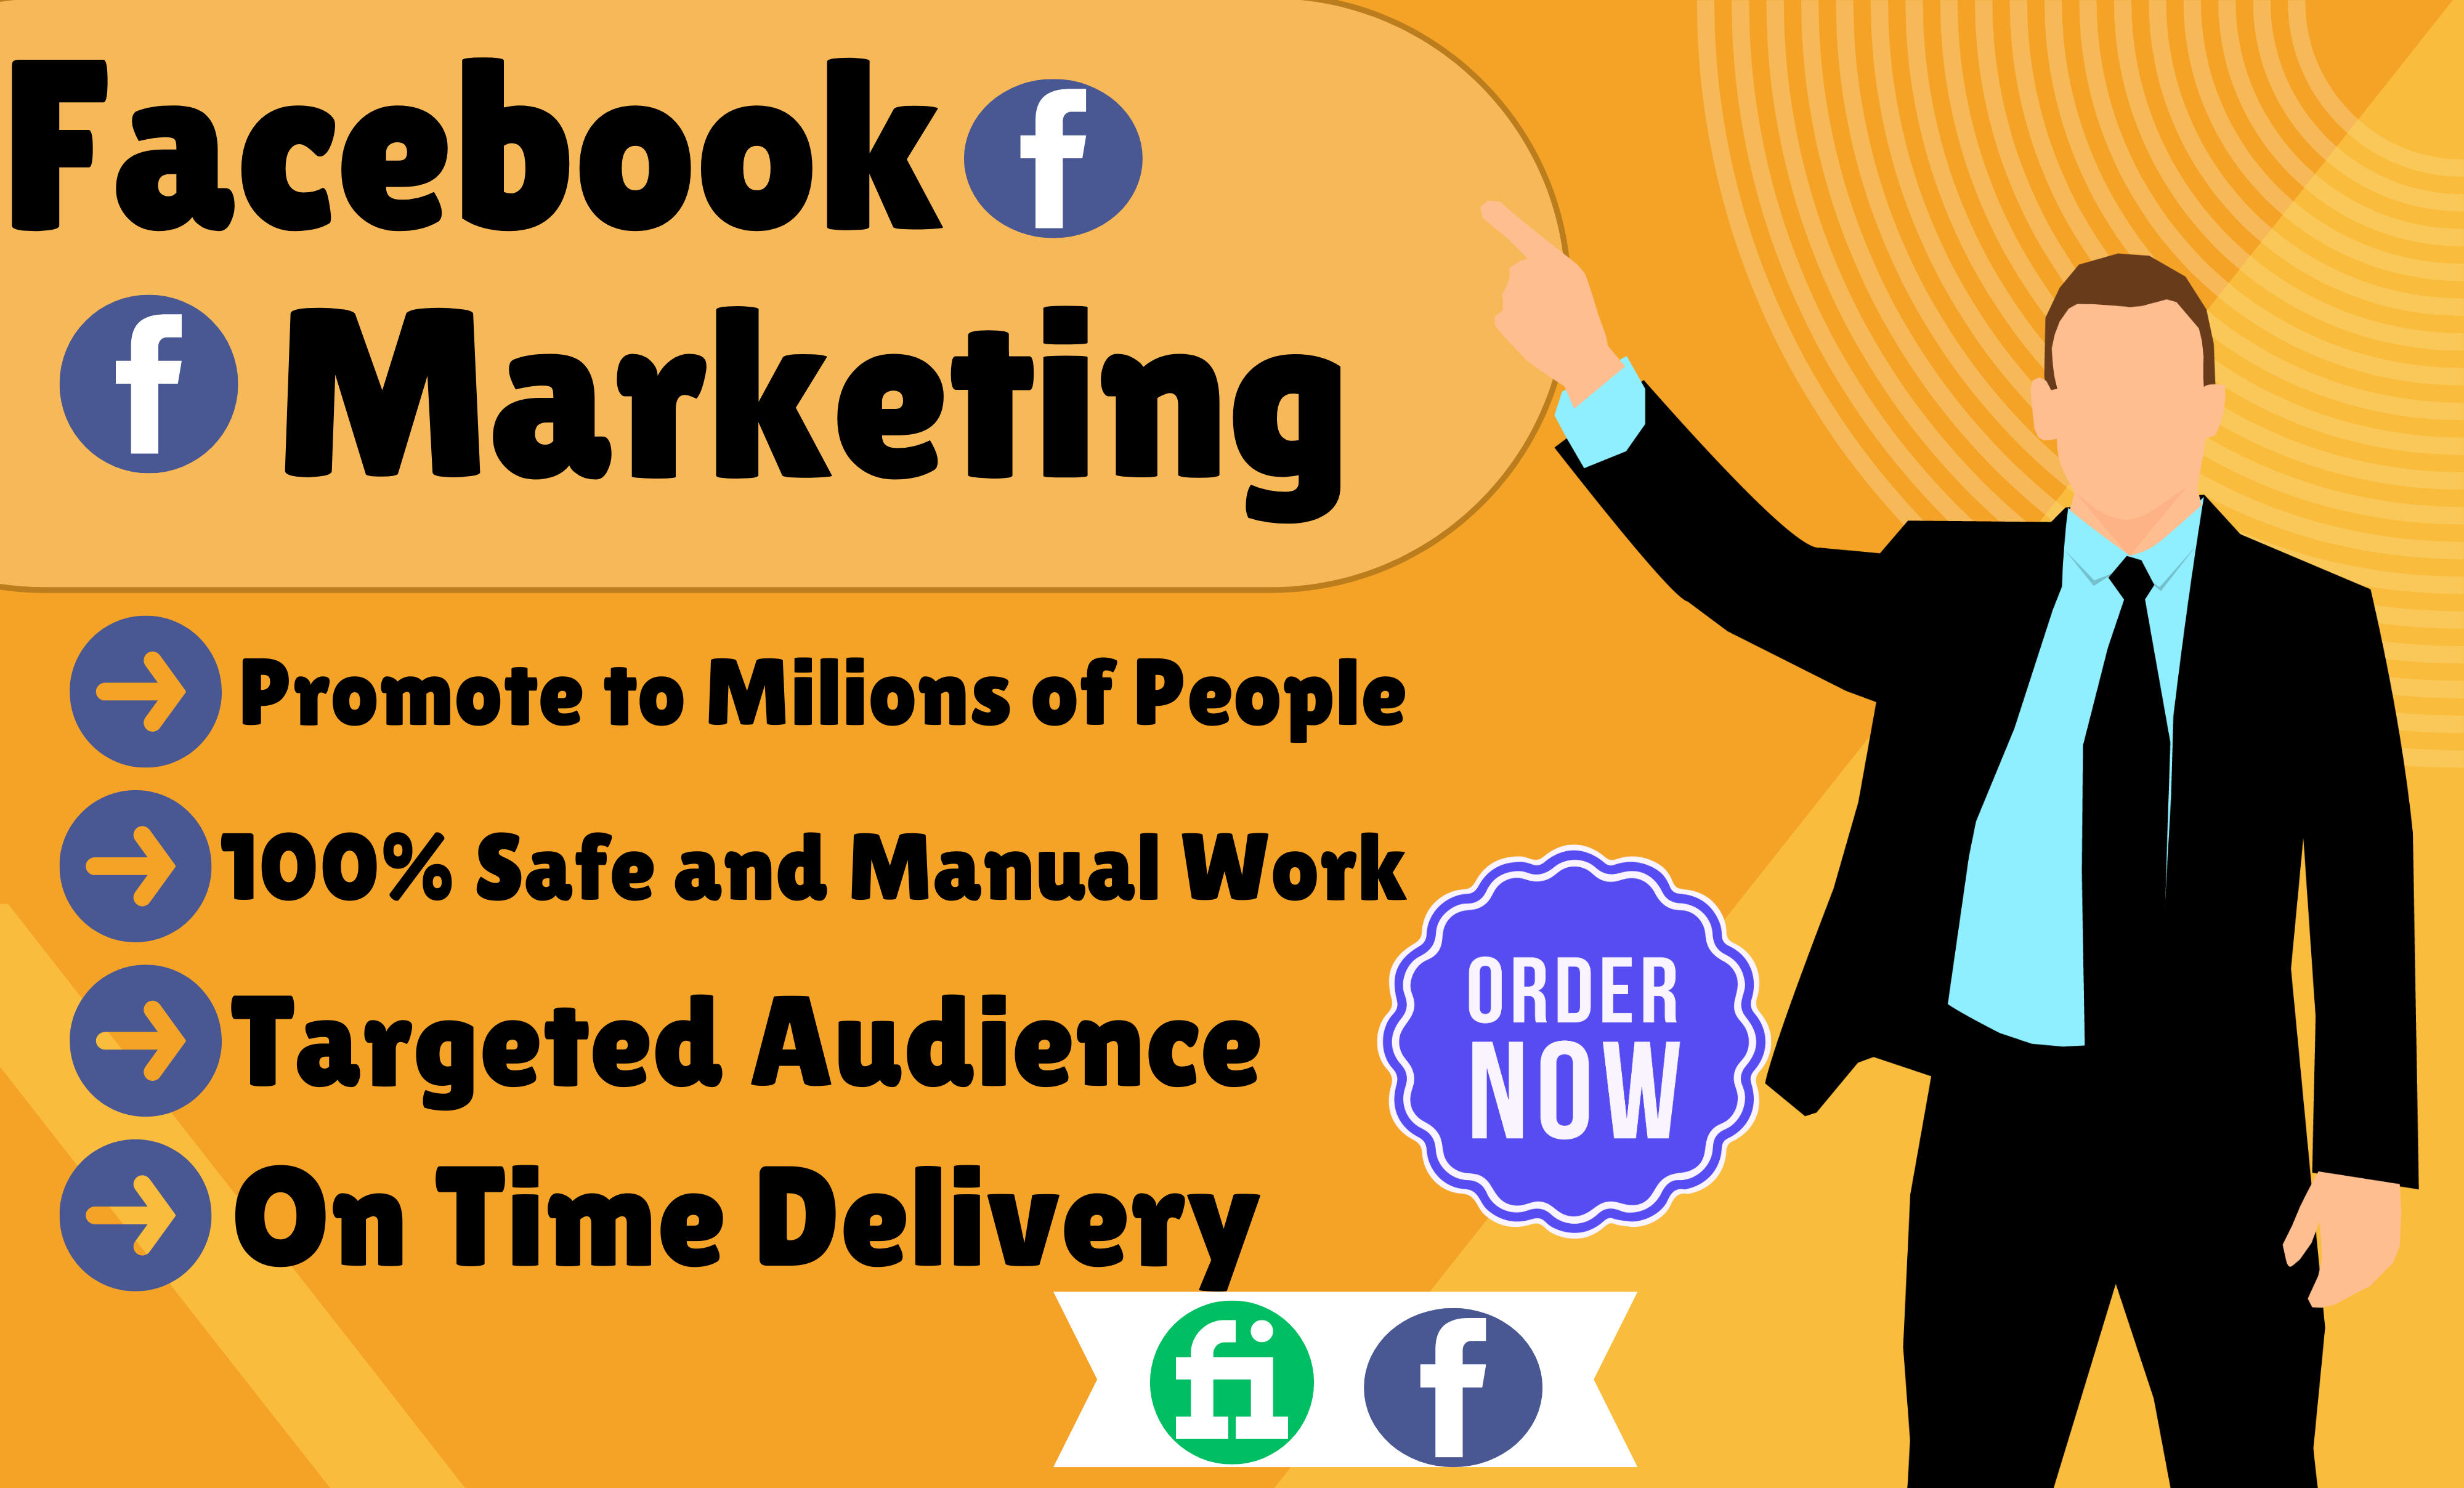 Facebook
Marketing
Promote to Milions of People
100% Safe and Manual Work
Targeted Audience
On Time Delivery
ORDER
NOW
fi